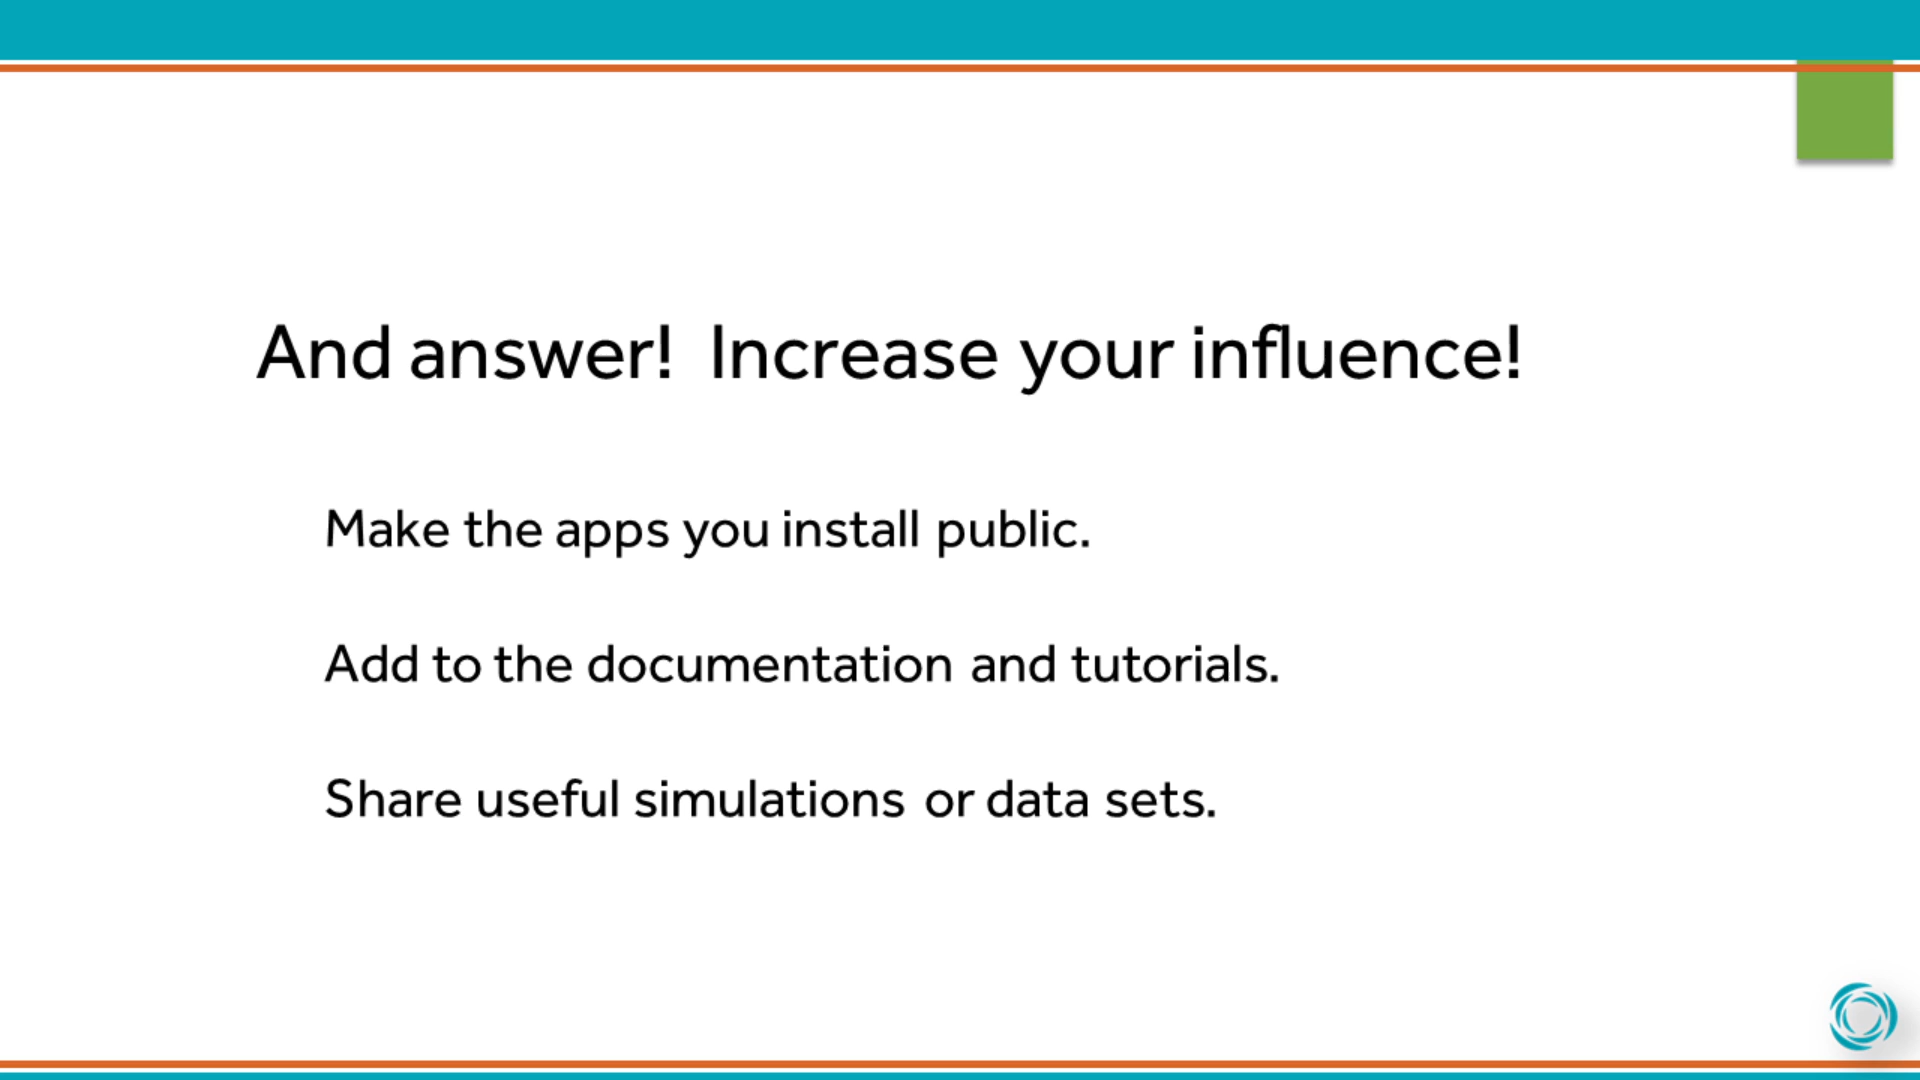 And answer! Increase your influence!
Make the apps you install public.
Add to the documentation and tutorials.
Share useful simulations or data sets.